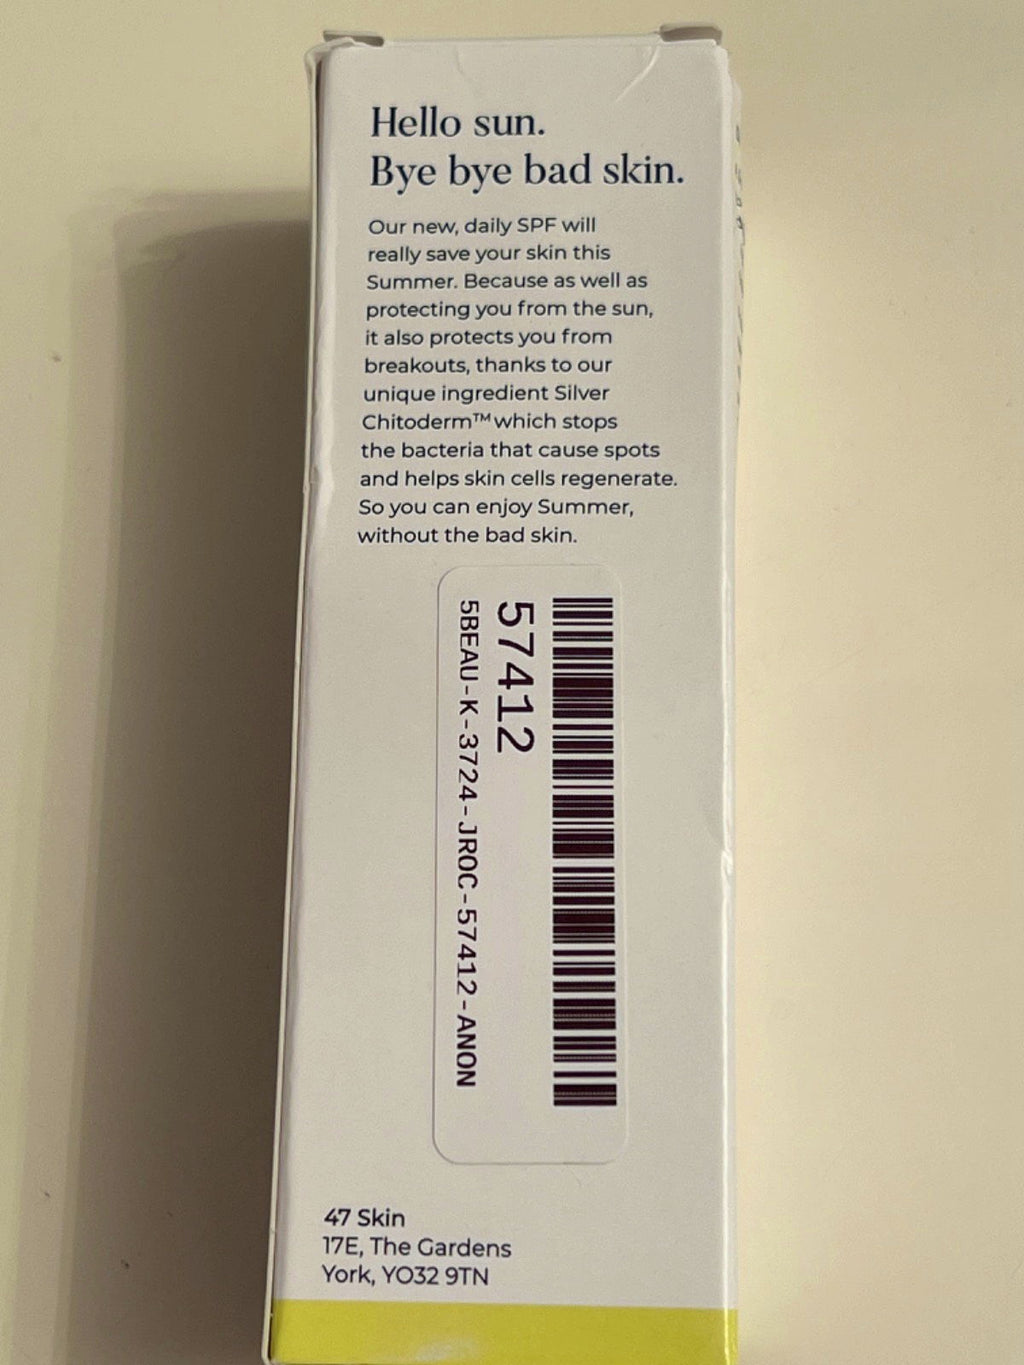 Hello sun.
Bye bye bad skin.
Our new, daily SPF will
really save your skin this
Summer. Because as well as
protecting you from the sun,
it also protects you from
breakouts, thanks to our
unique ingredient Silver
Chitoderm™ which stops
the bacteria that cause spots
and helps skin cells regenerate.
So you can enjoy Summer,
without the bad skin.
57412
5BEAU-K-3724-JROC-57412-ANON
47 Skin
17E, The Gardens
York, YO32 9TN